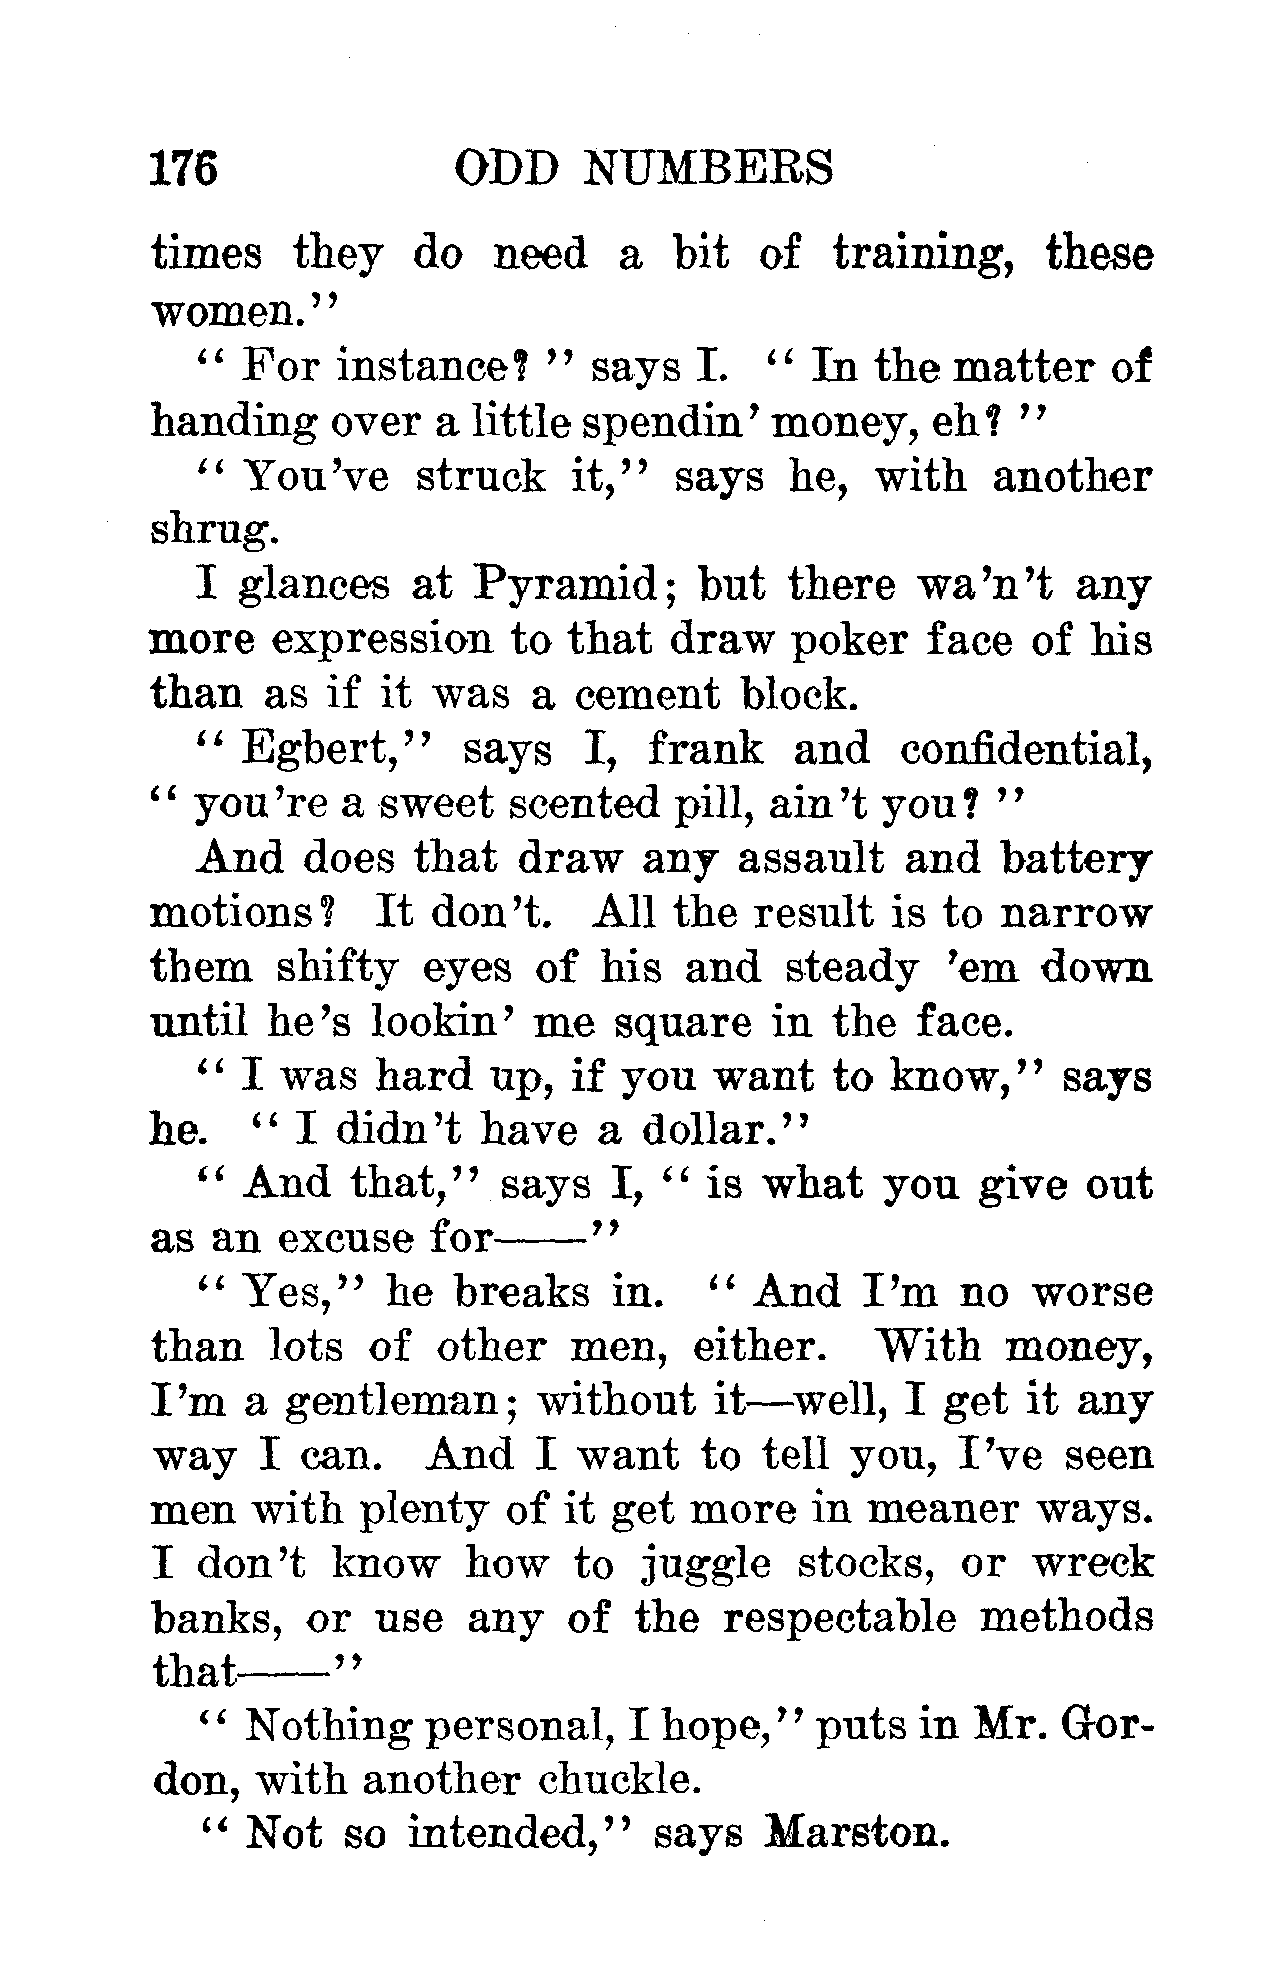 176 ODD NUMBERS
times they do need a bit of training, these
women."
" For instance? " says I. " In the matter of
handing over a little spendin' money, eh? "
" You've struck it," says he, with another
shrug.
I glances at Pyramid; but there wa'n't any
more expression to that draw poker face of his
than as if it was a cement block.
" Egbert," says I, frank and confidential,
" you're a sweet scented pill, ain't you? "
And does that draw any assault and battery
motions? It don't. All the result is to narrow
them shifty eyes of his and steady 'em down
until he's lookin' me square in the face.
" I was hard up, if you want to know," says
he. " I didn't have a dollar."
" And that," says I, " is what you give out
as an excuse for——"
" Yes," he breaks in. " And I'm no worse
than lots of other men, either. With money,
I'm a gentleman; without it—well, I get it any
way I can. And I want to tell you, I've seen
men with plenty of it get more in meaner ways.
I don't know how to juggle stocks, or wreck
banks, or use any of the respectable methods
that——"
" Nothing personal, I hope," puts in Mr. Gor-
don, with another chuckle.
" Not so intended," says Marston.